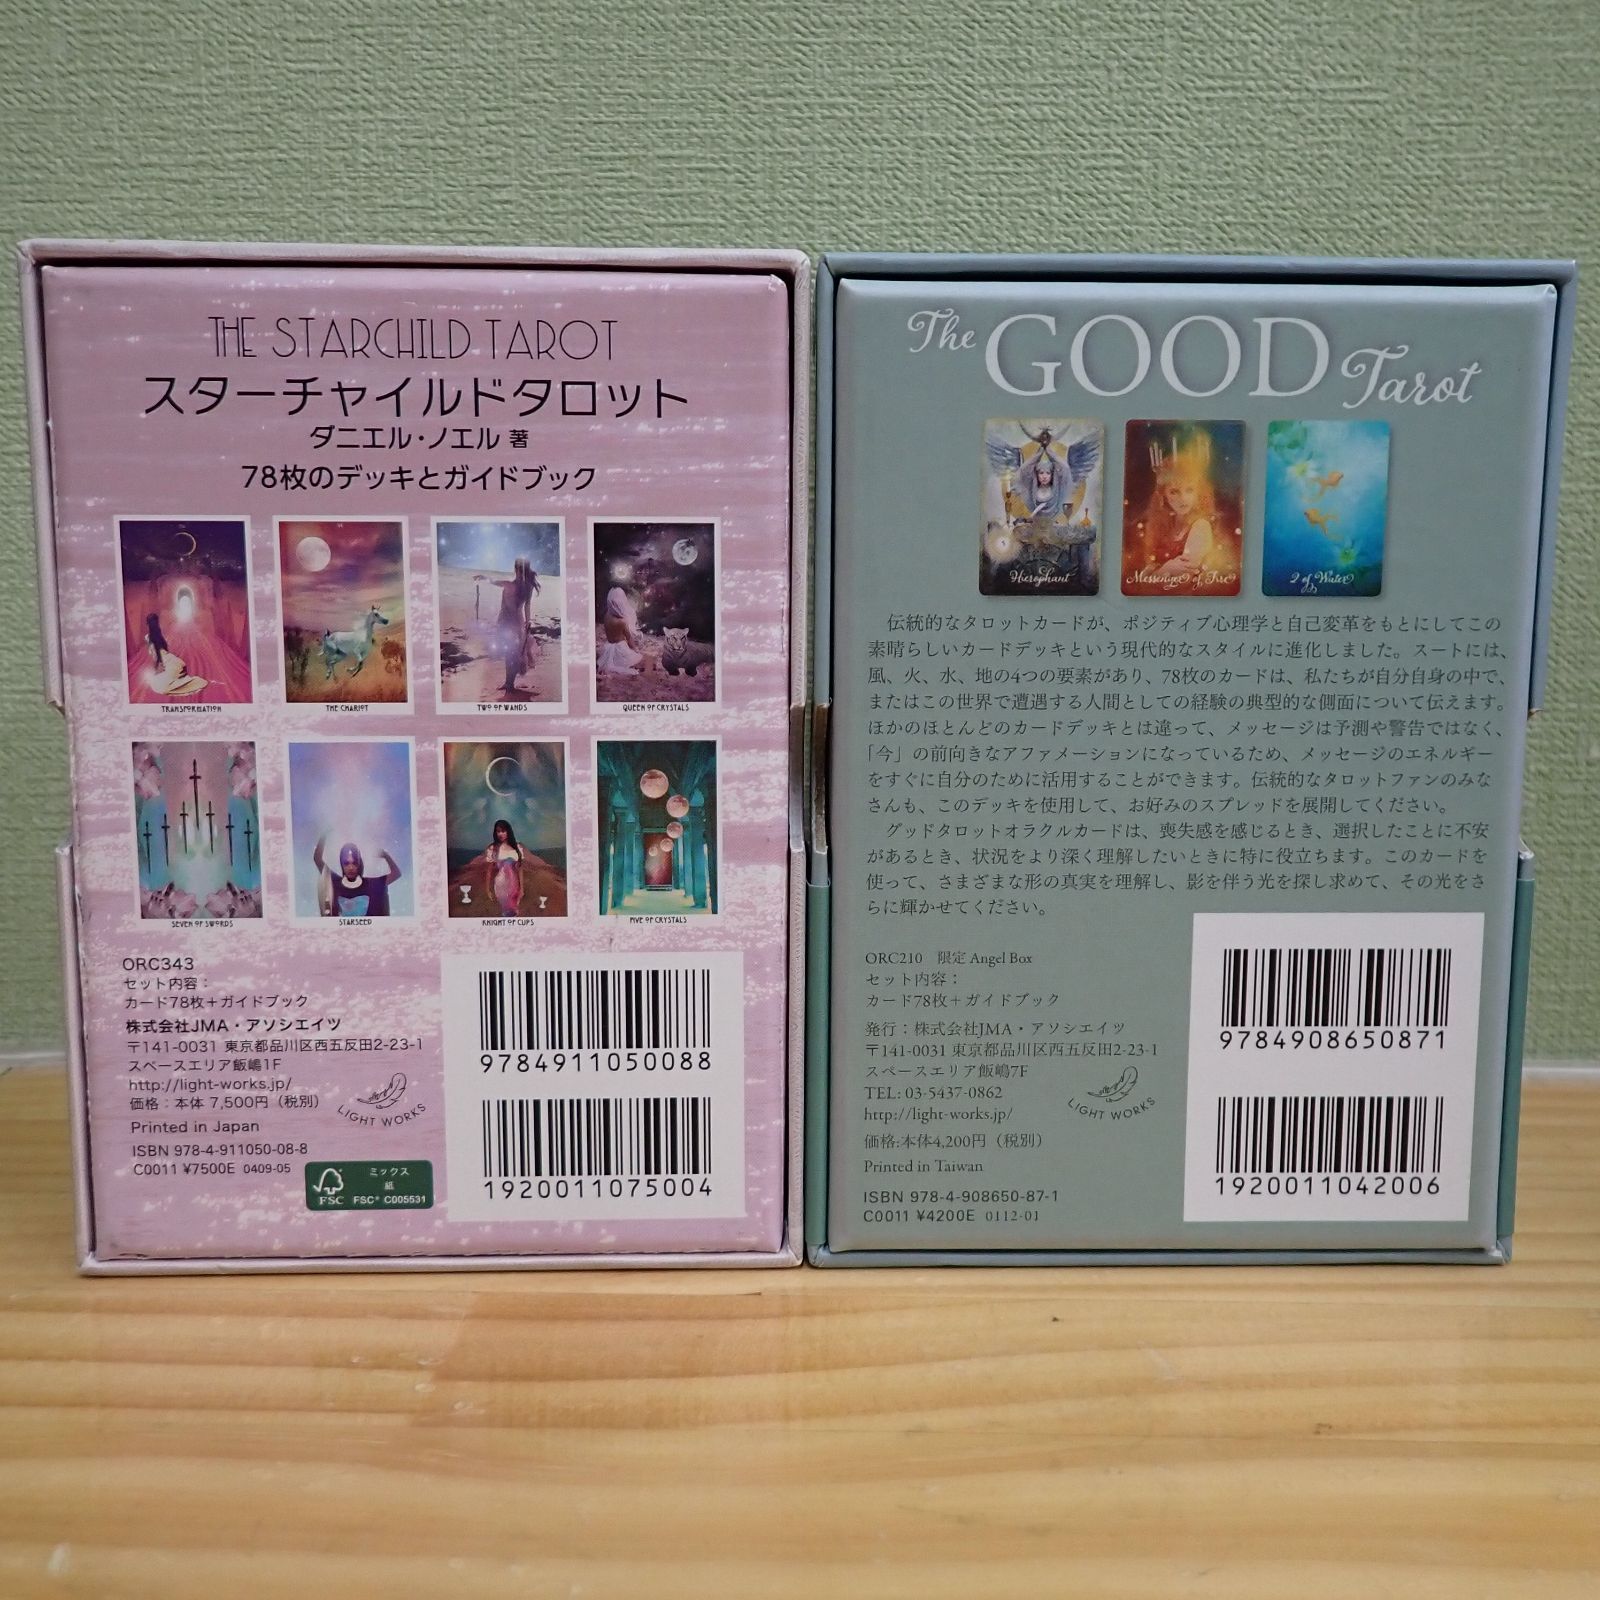 THE STARCHILD TAROT
スターチャイルドタロット
ダニエル・ノエル 著
78枚のデッキとガイドブック
TRANSFORMATION
THE CHARIOT
TWO OF WANDS
QUEEN OF CRYSTALS
SEVEN OF SWORDS
STARSEED
KNIGHT OF CUPS
FIVE OF CRYSTALS
ORC343
セット内容：
カード78枚＋ガイドブック
株式会社JMA・アソシエイツ
〒141-0031 東京都品川区西五反田2-23-1
スペースエリア飯嶋1F
http://light-works.jp/
価格：本体 7,500円（税別）
LIGHT WORKS
Printed in Japan
ISBN 978-4-911050-08-8
C0011 ¥7500E 0409-05
ミックス
紙
FSC
FSC® C005531
9784911050088
1920011075004
The GOOD Tarot
Hierophant
Messenger of Fire
2 of Water
伝統的なタロットカードが、ポジティブ心理学と自己変革をもとにしてこの
素晴らしいカードデッキという現代的なスタイルに進化しました。スートには、
風、火、水、地の4つの要素があり、78枚のカードは、私たちが自分自身の中で、
またはこの世界で遭遇する人間としての経験の典型的な側面について伝えます。
ほかのほとんどのカードデッキとは違って、メッセージは予測や警告ではなく、
「今」の前向きなアファメーションになっているため、メッセージのエネルギー
をすぐに自分のために活用することができます。伝統的なタロットファンのみな
さんも、このデッキを使用して、お好みのスプレッドを展開してください。
グッドタロットオラクルカードは、喪失感を感じるとき、選択したことに不安
があるとき、状況をより深く理解したいときに特に役立ちます。このカードを
使って、さまざまな形の真実を理解し、影を伴う光を探し求めて、その光をさ
らに輝かせてください。
ORC210 限定 Angel Box
セット内容：
カード78枚＋ガイドブック
発行：株式会社JMA・アソシエイツ
〒141-0031 東京都品川区西五反田2-23-1
スペースエリア飯嶋7F
TEL: 03-5437-0862
http://light-works.jp/
LIGHT WORKS
価格:本体4,200円（税別）
Printed in Taiwan
ISBN 978-4-908650-87-1
C0011 ¥4200E 0112-01
9784908650871
1920011042006